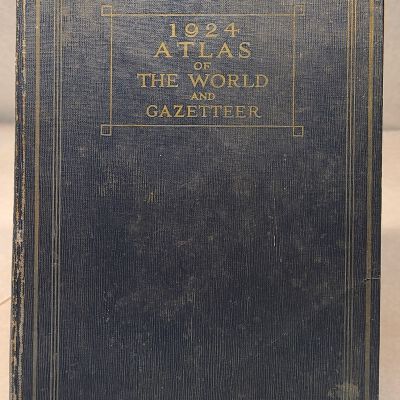 1924
ATLAS
OF
THE WORLD
AND
GAZETTEER